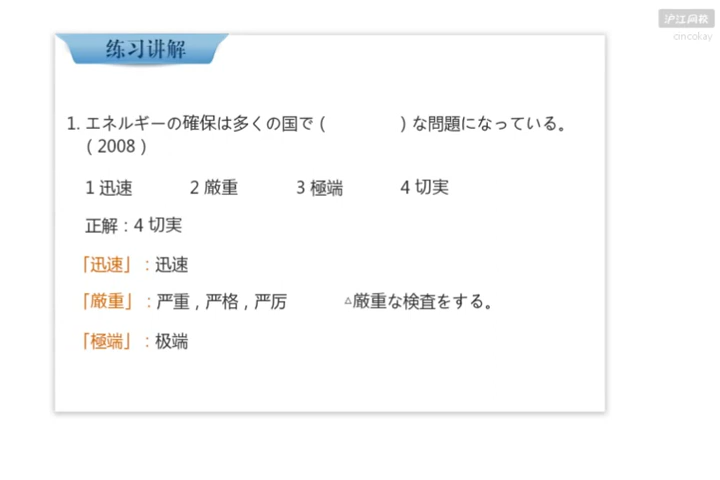 沪江网校
cincokay
练习讲解
1. エネルギーの確保は多くの国で（　　　　）な問題になっている。
（2008）
1 迅速　2 厳重　3 極端　4 切実
正解：4 切実
「迅速」：迅速
「厳重」：严重，严格，严厉　△厳重な検査をする。
「極端」：极端